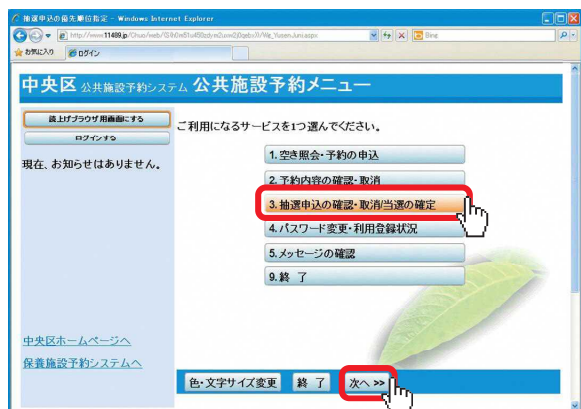 抽選申込の優先順位指定 - Windows Internet Explorer
Bing
お気に入り
ログイン
中央区 公共施設予約システム 公共施設予約メニュー
読上げブラウザ用画面にする
ログインする
現在、お知らせはありません。
ご利用になるサービスを1つ選んでください。
1.空き照会・予約の申込
2.予約内容の確認・取消
3.抽選申込の確認・取消/当選の確定
4.パスワード変更・利用登録状況
5.メッセージの確認
9.終 了
中央区ホームページへ
保養施設予約システムへ
色・文字サイズ変更 終 了 次へ >>